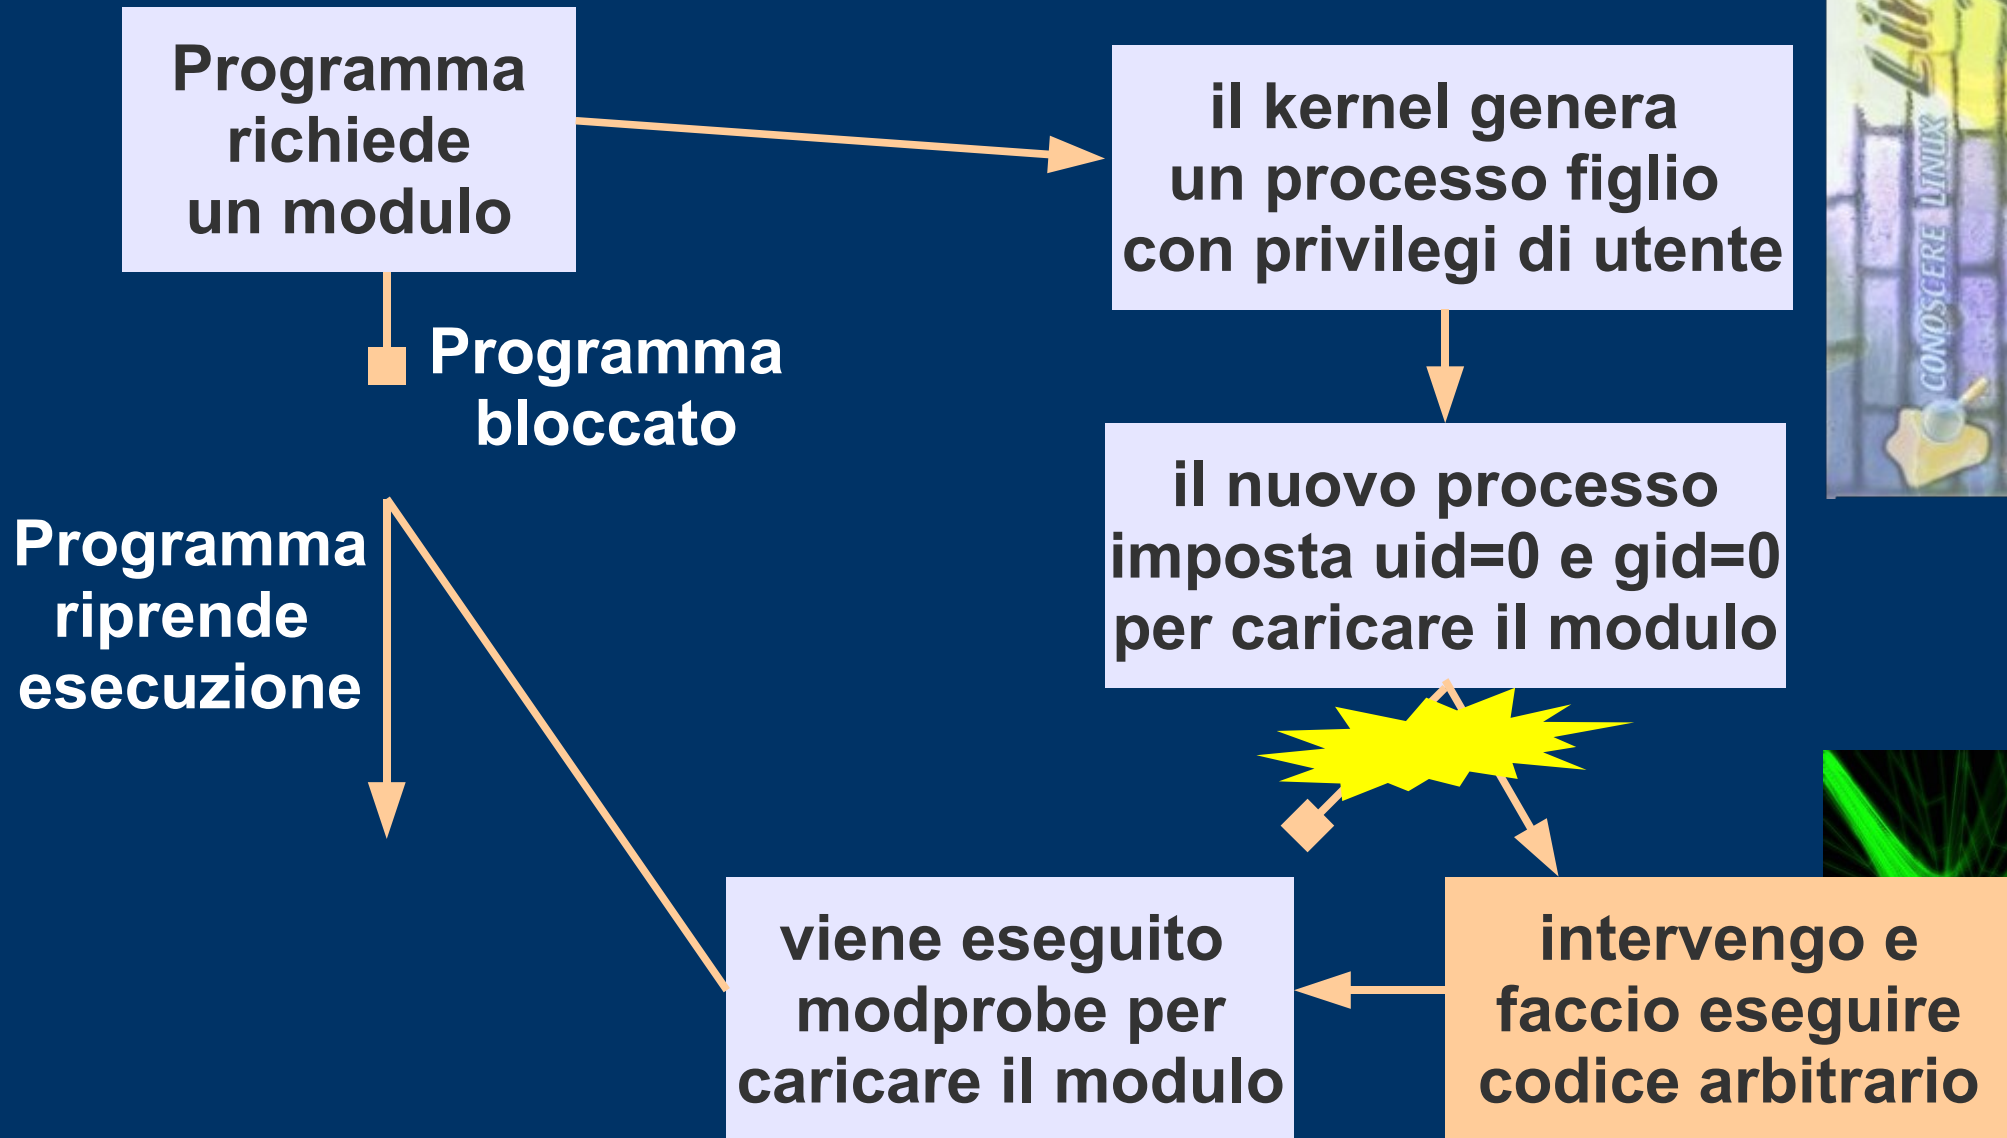 Programma
richiede
un modulo
il kernel genera
un processo figlio
con privilegi di utente
Programma
bloccato
il nuovo processo
imposta uid=0 e gid=0
per caricare il modulo
Programma
riprende
esecuzione
viene eseguito
modprobe per
caricare il modulo
intervengo e
faccio eseguire
codice arbitrario
CONOSCERE LINUX